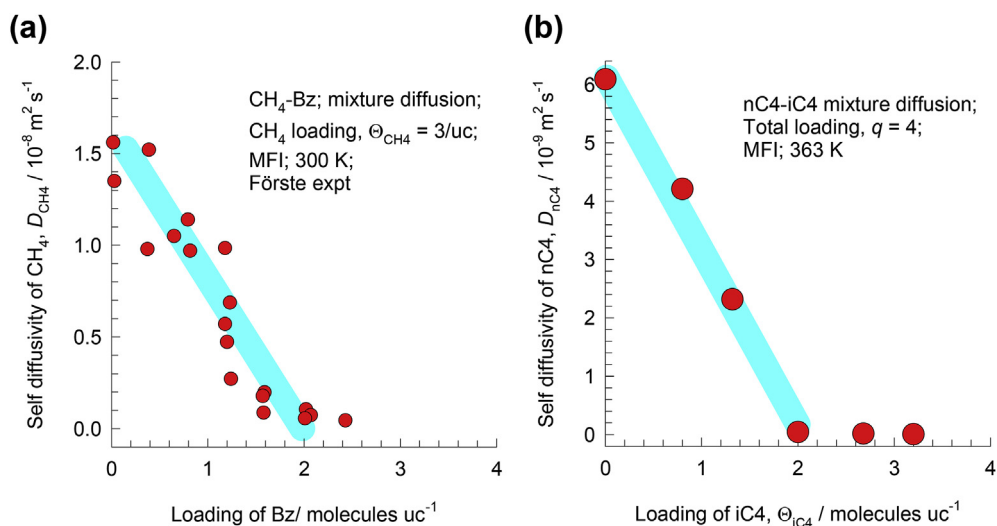 (a)
2.0
1.5
1.0
0.5
0.0
Self diffusivity of CH₄, D_CH4 / 10⁻⁸ m² s⁻¹
CH₄-Bz; mixture diffusion;
CH₄ loading, Θ_CH4 = 3/uc;
MFI; 300 K;
Förste expt
0 1 2 3 4
Loading of Bz/ molecules uc⁻¹
(b)
6
5
4
3
2
1
0
Self diffusivity of nC4, D_nC4 / 10⁻⁹ m² s⁻¹
nC4-iC4 mixture diffusion;
Total loading, q = 4;
MFI; 363 K
0 1 2 3 4
Loading of iC4, Θ_iC4 / molecules uc⁻¹